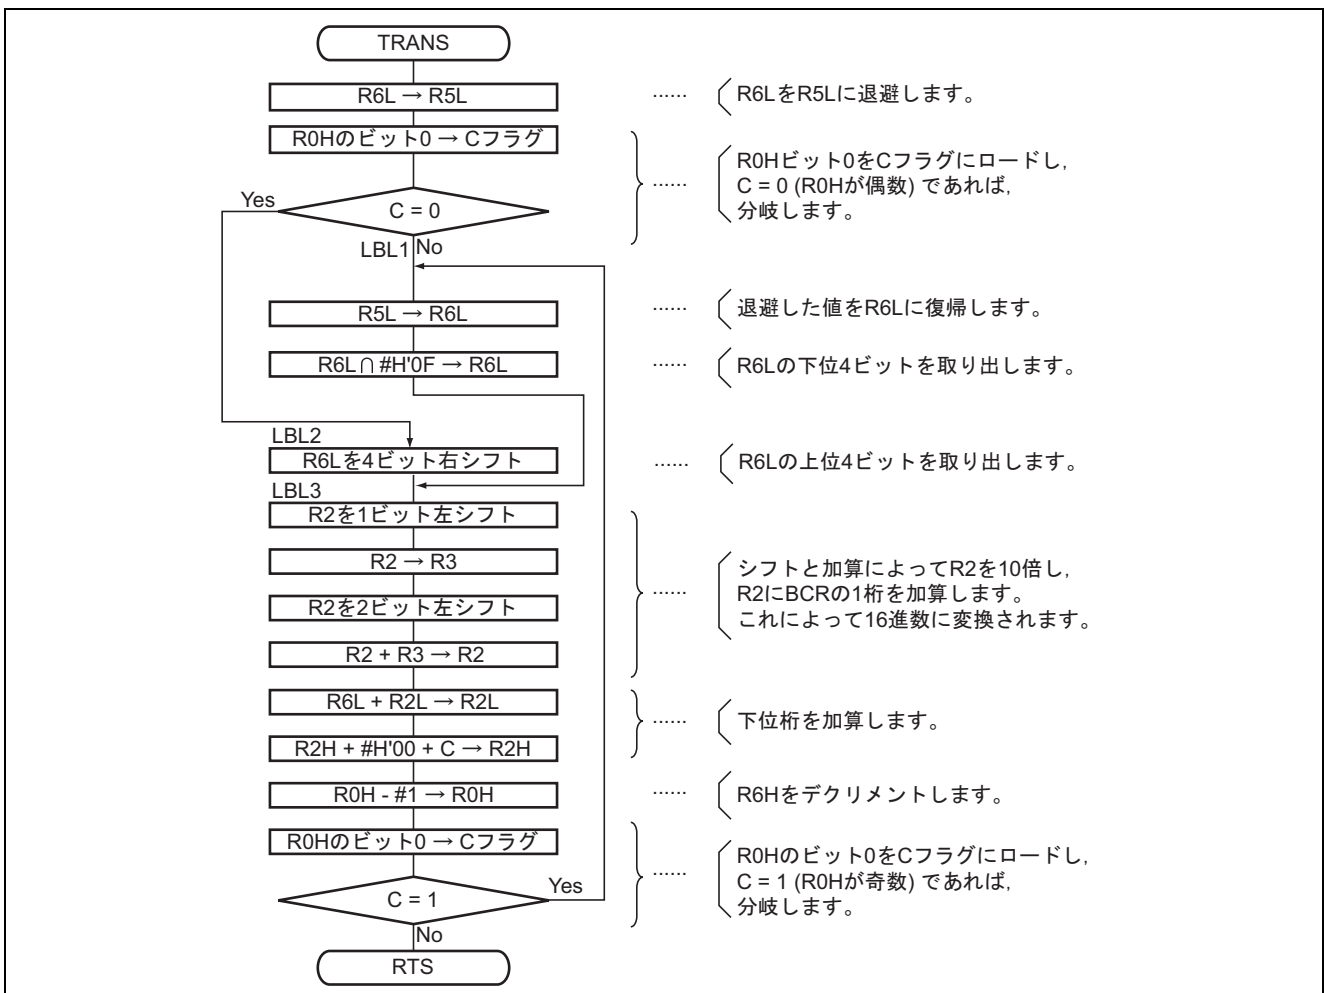 TRANS
R6L → R5L
...... R6LをR5Lに退避します。
R0Hのビット0 → Cフラグ
...... R0Hビット0をCフラグにロードし,
C = 0 (R0Hが偶数) であれば,
分岐します。
Yes
C = 0
LBL1
No
R5L → R6L
...... 退避した値をR6Lに復帰します。
R6L∩#H'0F → R6L
...... R6Lの下位4ビットを取り出します。
LBL2
R6Lを4ビット右シフト
...... R6Lの上位4ビットを取り出します。
LBL3
R2を1ビット左シフト
R2 → R3
R2を2ビット左シフト
R2 + R3 → R2
...... シフトと加算によってR2を10倍し,
R2にBCRの1桁を加算します。
これによって16進数に変換されます。
R6L + R2L → R2L
R2H + #H'00 + C → R2H
...... 下位桁を加算します。
R0H - #1 → R0H
...... R6Hをデクリメントします。
R0Hのビット0 → Cフラグ
...... R0Hのビット0をCフラグにロードし,
C = 1 (R0Hが奇数) であれば,
分岐します。
C = 1
Yes
No
RTS